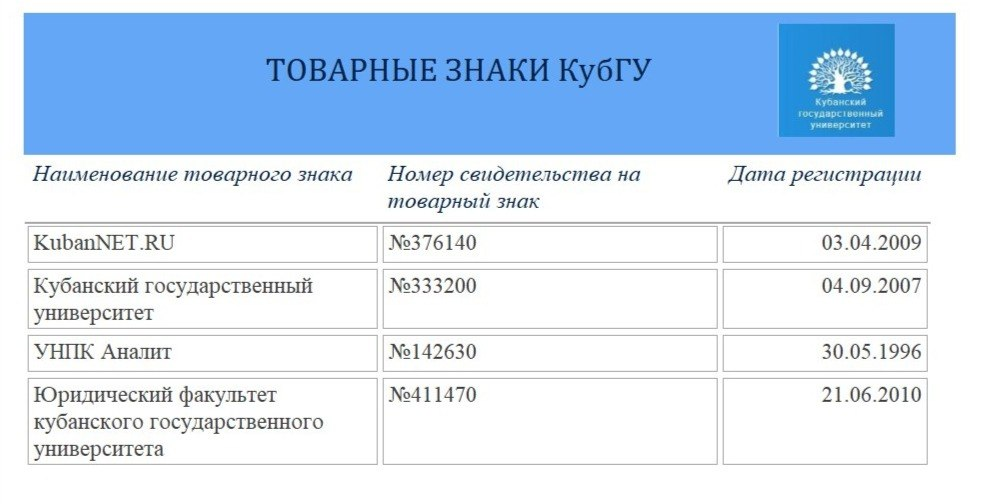 ТОВАРНЫЕ ЗНАКИ КубГУ
Кубанский
государственный
университет
Наименование товарного знака
Номер свидетельства на
товарный знак
Дата регистрации
KubanNET.RU
№376140
03.04.2009
Кубанский государственный
университет
№333200
04.09.2007
УНПК Аналит
№142630
30.05.1996
Юридический факультет
кубанского государственного
университета
№411470
21.06.2010